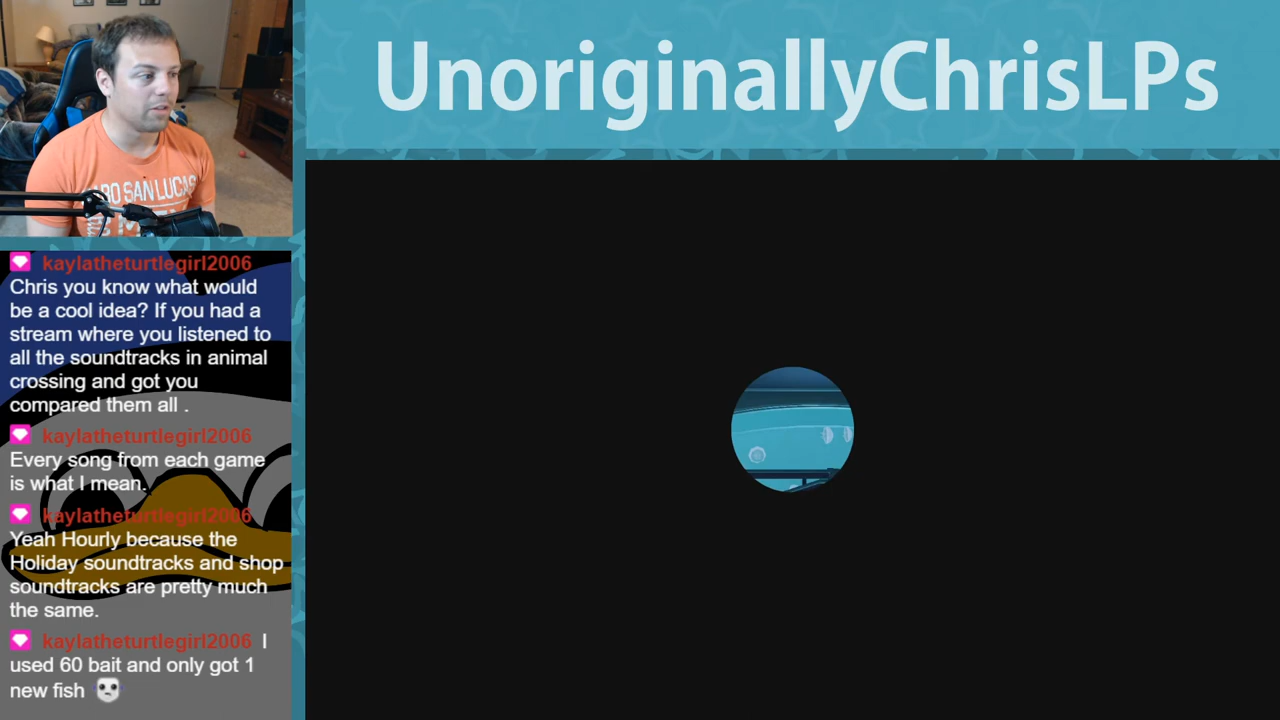 UnoriginallyChrisLPs
SAN LUCAS
kaylatheturtlegirl2006
Chris you know what would
be a cool idea? If you had a
stream where you listened to
all the soundtracks in animal
crossing and got you
compared them all .
kaylatheturtlegirl2006
Every song from each game
is what I mean.
kaylatheturtlegirl2006
Yeah Hourly because the
Holiday soundtracks and shop
soundtracks are pretty much
the same.
kaylatheturtlegirl2006 I
used 60 bait and only got 1
new fish